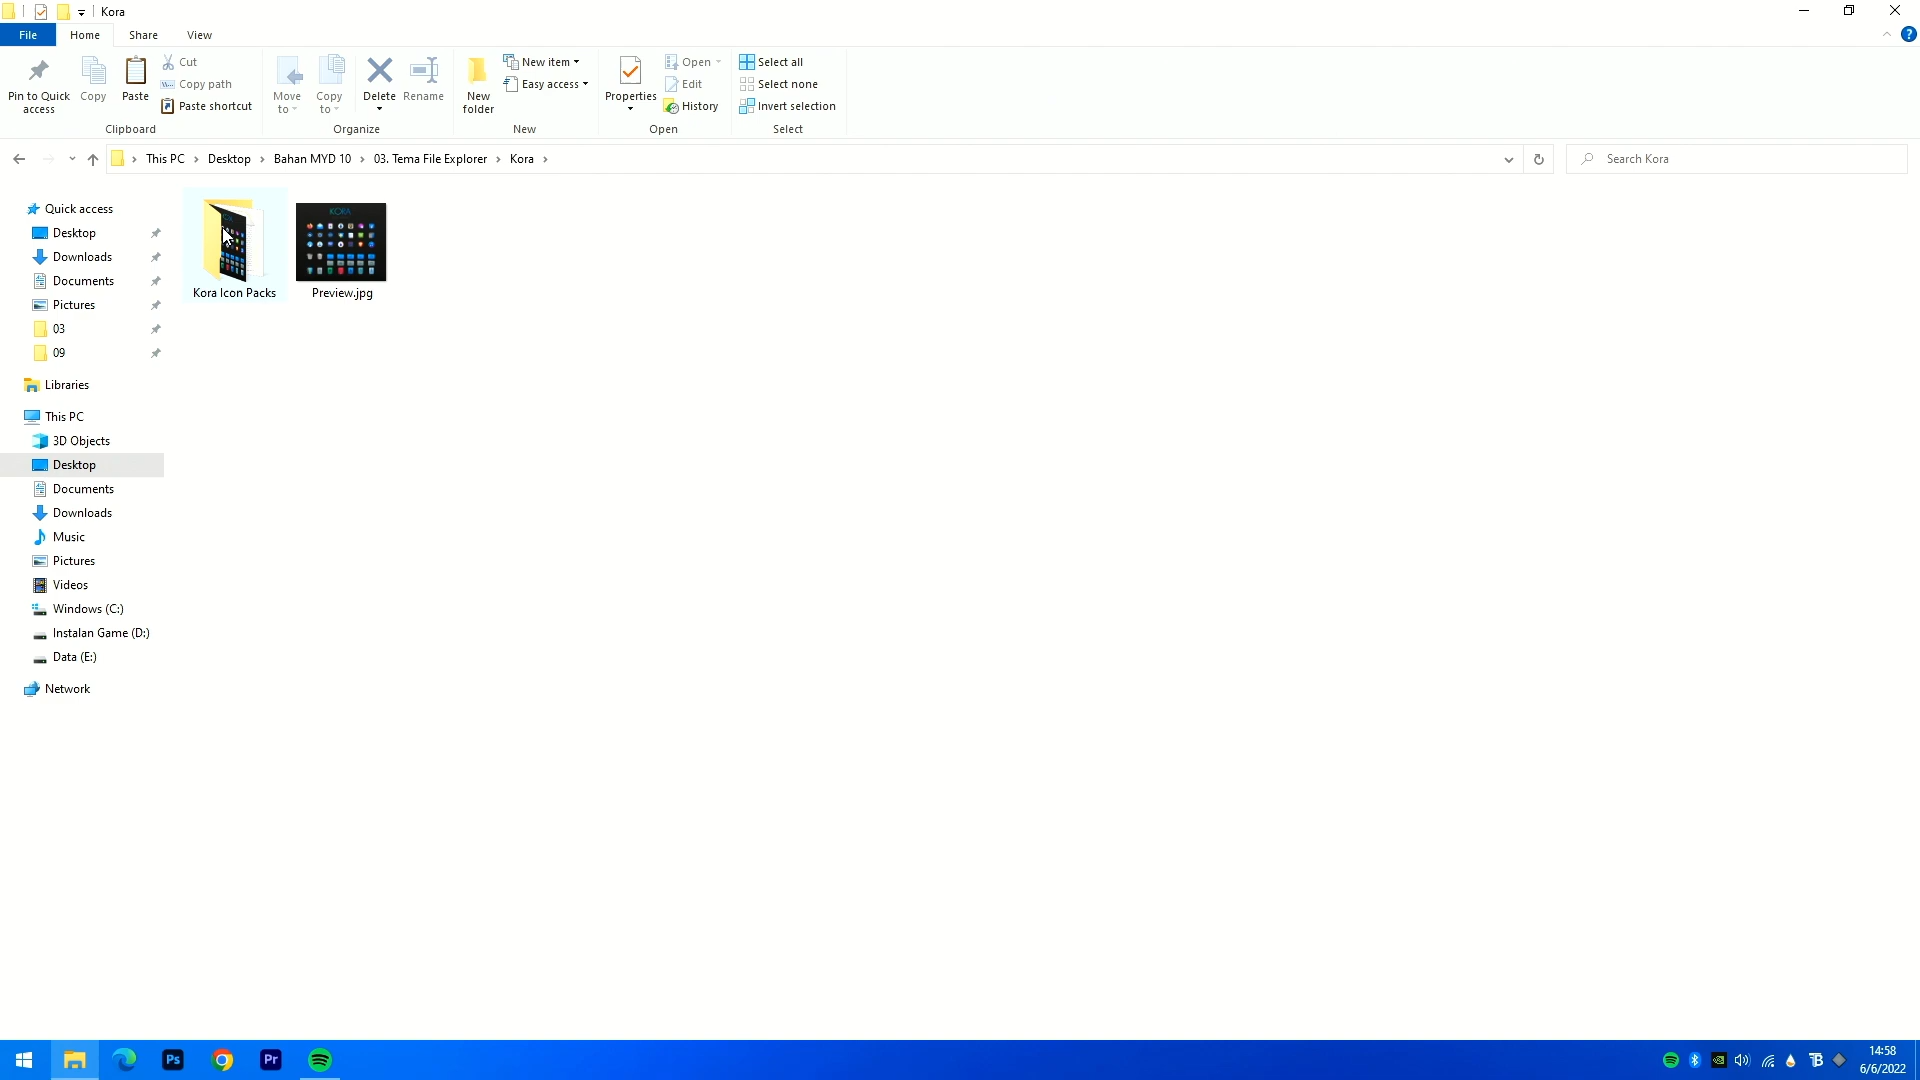 Kora
File Home Share View
Pin to Quick access
Copy
Paste
Cut
Copy path
Paste shortcut
Clipboard
Move to
Copy to
Delete
Rename
Organize
New folder
New item
Easy access
New
Properties
Open
Edit
History
Open
Select all
Select none
Invert selection
Select
This PC Desktop Bahan MYD 10 03. Tema File Explorer Kora
Search Kora
Quick access
Desktop
Downloads
Documents
Pictures
03
09
Libraries
This PC
3D Objects
Desktop
Documents
Downloads
Music
Pictures
Videos
Windows (C:)
Instalan Game (D:)
Data (E:)
Network
KORA
Kora Icon Packs
Preview.jpg
Ps
Pr
14:58
6/6/2022